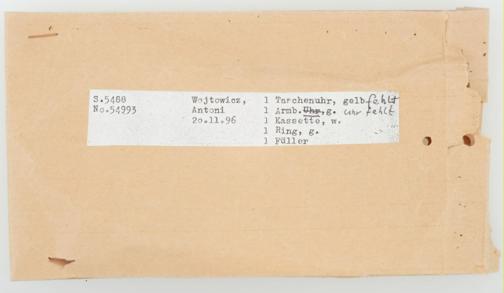 S.5488 Wojtowicz, 1 Taschenuhr, gelb fehlt
No.54993 Antoni 1 Armb.Uhr,g. Uhr fehlt
20.11.96 1 Kassette, w.
1 Ring, g.
1 Füller